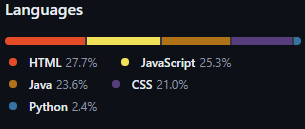 Languages
HTML 27.7% JavaScript 25.3%
Java 23.6% CSS 21.0%
Python 2.4%